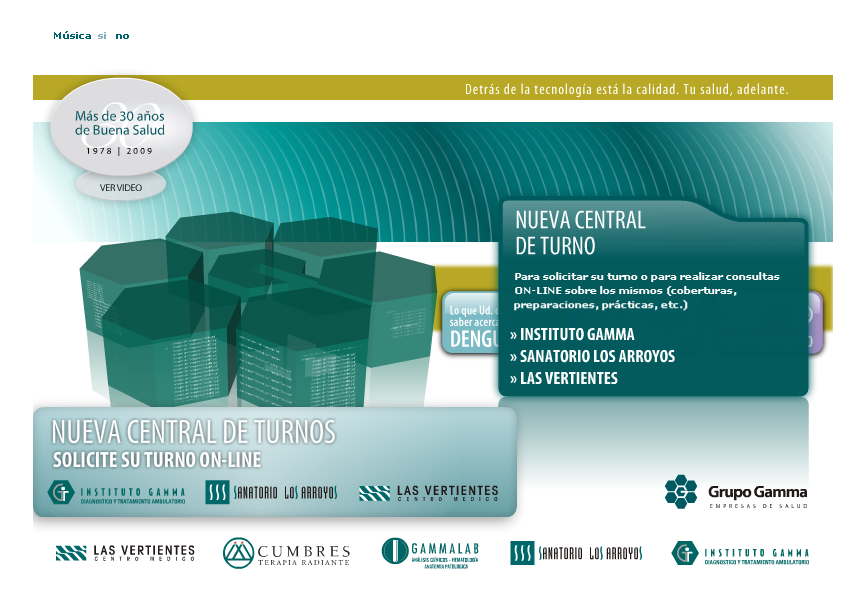 Música si no
Detrás de la tecnología está la calidad. Tu salud, adelante.
Más de 30 años
de Buena Salud
1978 | 2009
VER VIDEO
NUEVA CENTRAL
DE TURNO
Para solicitar su turno o para realizar consultas
ON-LINE sobre los mismos (coberturas,
preparaciones, prácticas, etc.)
» INSTITUTO GAMMA
» SANATORIO LOS ARROYOS
» LAS VERTIENTES
Lo que Ud.
saber acerca
NUEVA CENTRAL DE TURNOS
SOLICITE SU TURNO ON-LINE
INSTITUTO GAMMA
DIAGNOSTICO Y TRATAMIENTO AMBULATORIO
SANATORIO LOS ARROYOS
LAS VERTIENTES
CENTRO MEDICO
Grupo Gamma
EMPRESAS DE SALUD
LAS VERTIENTES
CENTRO MEDICO
CUMBRES
TERAPIA RADIANTE
GAMMALAB
ANÁLISIS CLÍNICOS - HEMATOLOGÍA
ANATOMÍA PATOLÓGICA
SANATORIO LOS ARROYOS
INSTITUTO GAMMA
DIAGNOSTICO Y TRATAMIENTO AMBULATORIO